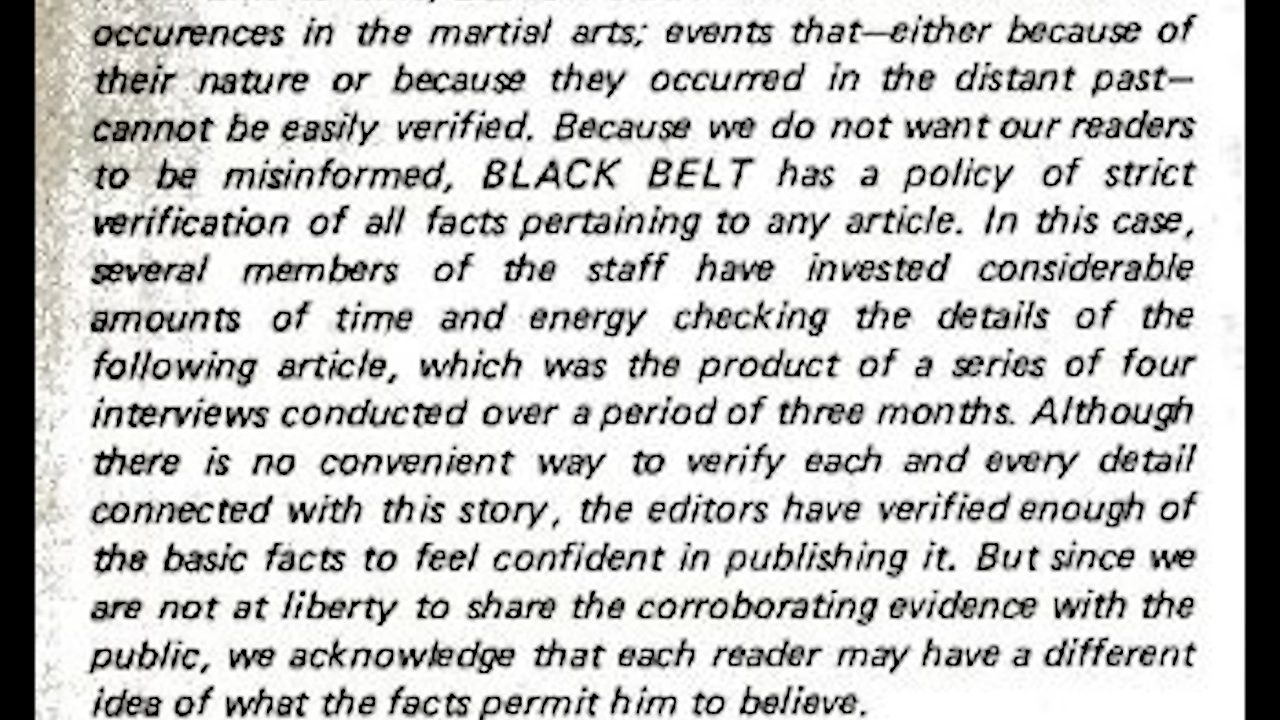 occurences in the martial arts; events that—either because of
their nature or because they occurred in the distant past—
cannot be easily verified. Because we do not want our readers
to be misinformed, BLACK BELT has a policy of strict
verification of all facts pertaining to any article. In this case,
several members of the staff have invested considerable
amounts of time and energy checking the details of the
following article, which was the product of a series of four
interviews conducted over a period of three months. Although
there is no convenient way to verify each and every detail
connected with this story, the editors have verified enough of
the basic facts to feel confident in publishing it. But since we
are not at liberty to share the corroborating evidence with the
public, we acknowledge that each reader may have a different
idea of what the facts permit him to believe.